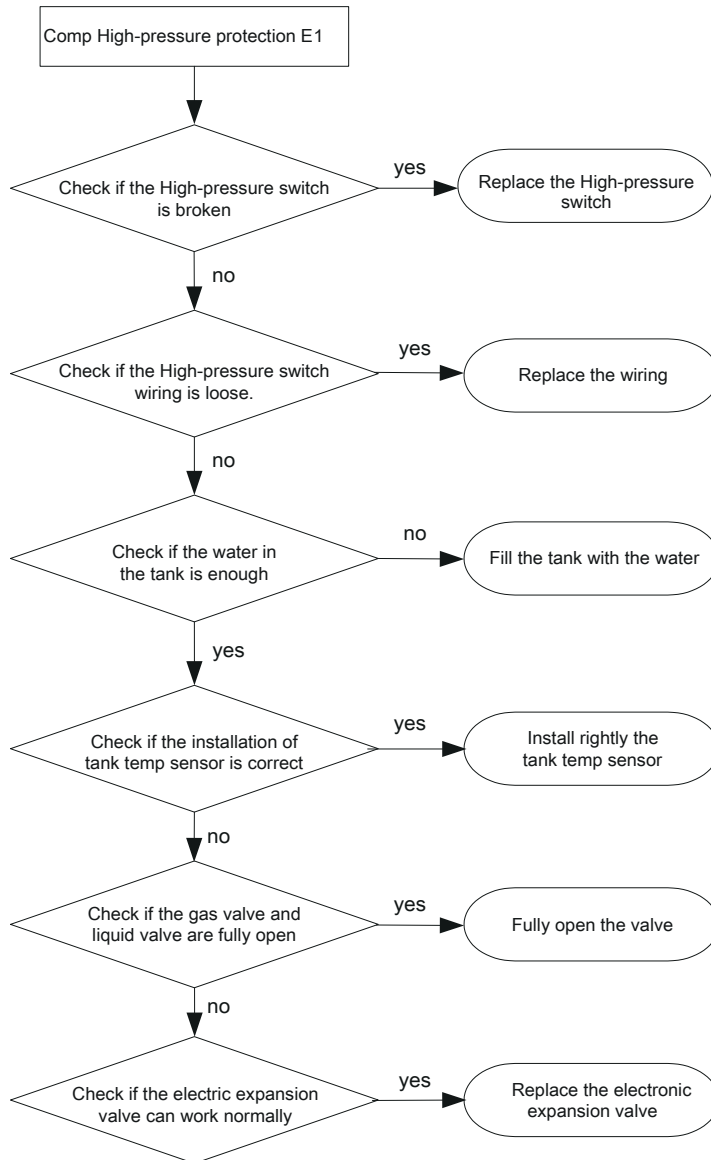 Comp High-pressure protection E1
Check if the High-pressure switch
is broken
yes
Replace the High-pressure
switch
no
Check if the High-pressure switch
wiring is loose.
yes
Replace the wiring
no
Check if the water in
the tank is enough
no
Fill the tank with the water
yes
Check if the installation of
tank temp sensor is correct
yes
Install rightly the
tank temp sensor
no
Check if the gas valve and
liquid valve are fully open
yes
Fully open the valve
no
Check if the electric expansion
valve can work normally
yes
Replace the electronic
expansion valve